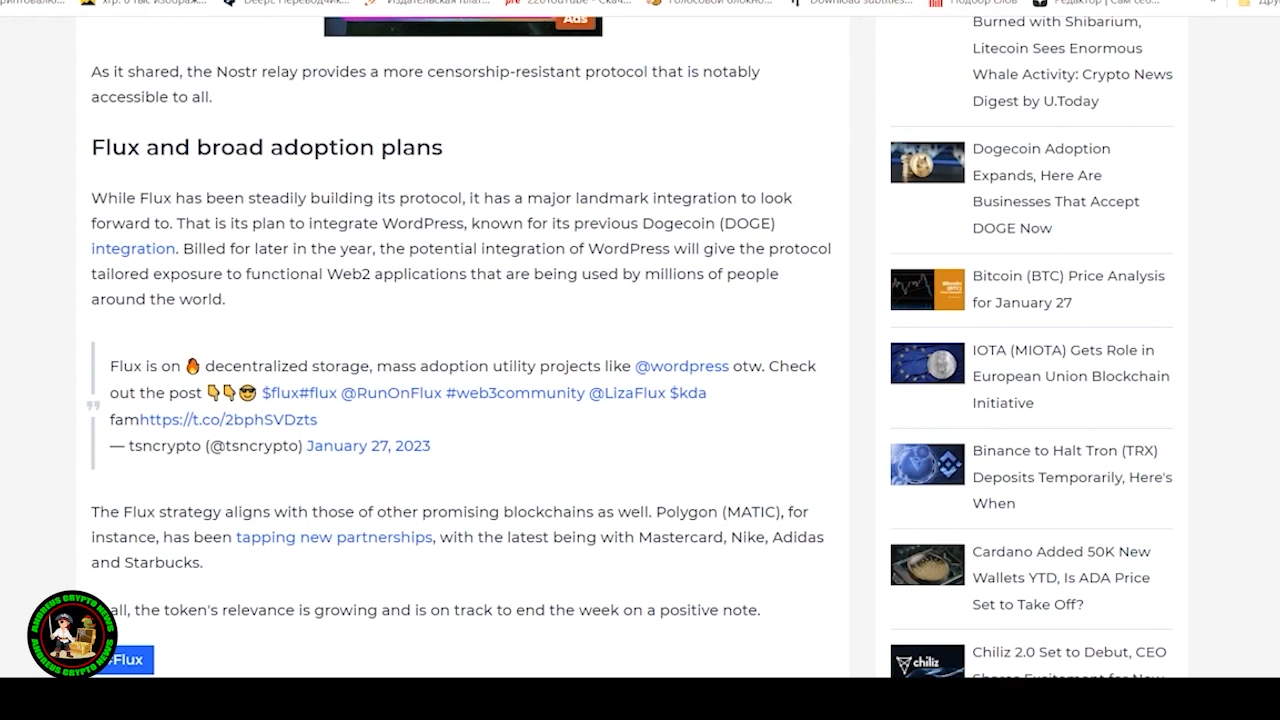 Ads
As it shared, the Nostr relay provides a more censorship-resistant protocol that is notably
accessible to all.
Flux and broad adoption plans
While Flux has been steadily building its protocol, it has a major landmark integration to look
forward to. That is its plan to integrate WordPress, known for its previous Dogecoin (DOGE)
integration. Billed for later in the year, the potential integration of WordPress will give the protocol
tailored exposure to functional Web2 applications that are being used by millions of people
around the world.
Flux is on 🔥 decentralized storage, mass adoption utility projects like @wordpress otw. Check
out the post 👇👇😎 $flux#flux @RunOnFlux #web3community @LizaFlux $kda
famhttps://t.co/2bphSVDzts
— tsncrypto (@tsncrypto) January 27, 2023
The Flux strategy aligns with those of other promising blockchains as well. Polygon (MATIC), for
instance, has been tapping new partnerships, with the latest being with Mastercard, Nike, Adidas
and Starbucks.
all, the token's relevance is growing and is on track to end the week on a positive note.
#Flux
ANDREUS CRYPTO NEWS
ANDREUS CRYPTO NEWS
Burned with Shibarium,
Litecoin Sees Enormous
Whale Activity: Crypto News
Digest by U.Today
Dogecoin Adoption
Expands, Here Are
Businesses That Accept
DOGE Now
Bitcoin (BTC) Price Analysis
for January 27
IOTA (MIOTA) Gets Role in
European Union Blockchain
Initiative
Binance to Halt Tron (TRX)
Deposits Temporarily, Here's
When
Cardano Added 50K New
Wallets YTD, Is ADA Price
Set to Take Off?
chiliz
Chiliz 2.0 Set to Debut, CEO